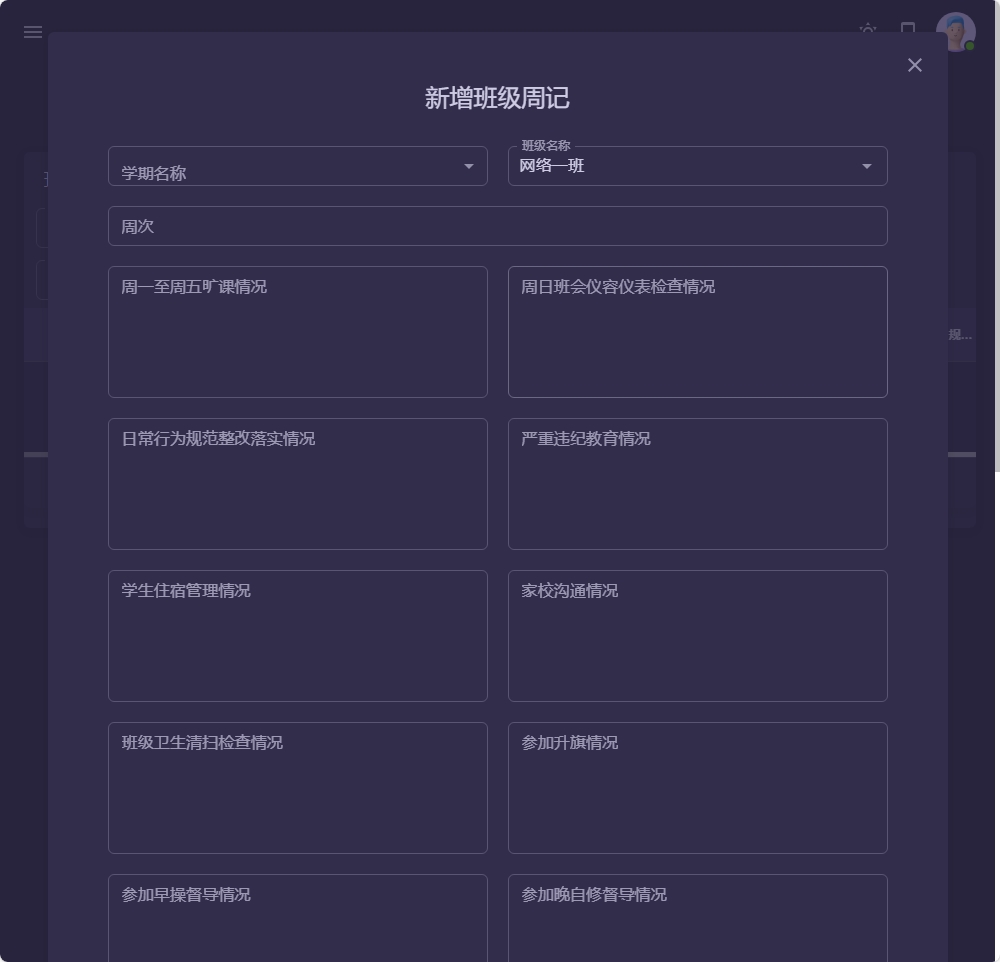 新增班级周记
学期名称
班级名称
网络一班
周次
周一至周五旷课情况
周日班会仪容仪表检查情况
日常行为规范整改落实情况
严重违纪教育情况
学生住宿管理情况
家校沟通情况
班级卫生清扫检查情况
参加升旗情况
参加早操督导情况
参加晚自修督导情况